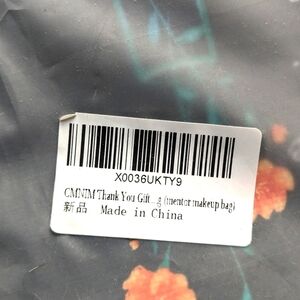 X0036UKTY9
CMNIM Thank You Gift...g (mentor makeup bag)
新品 Made in China